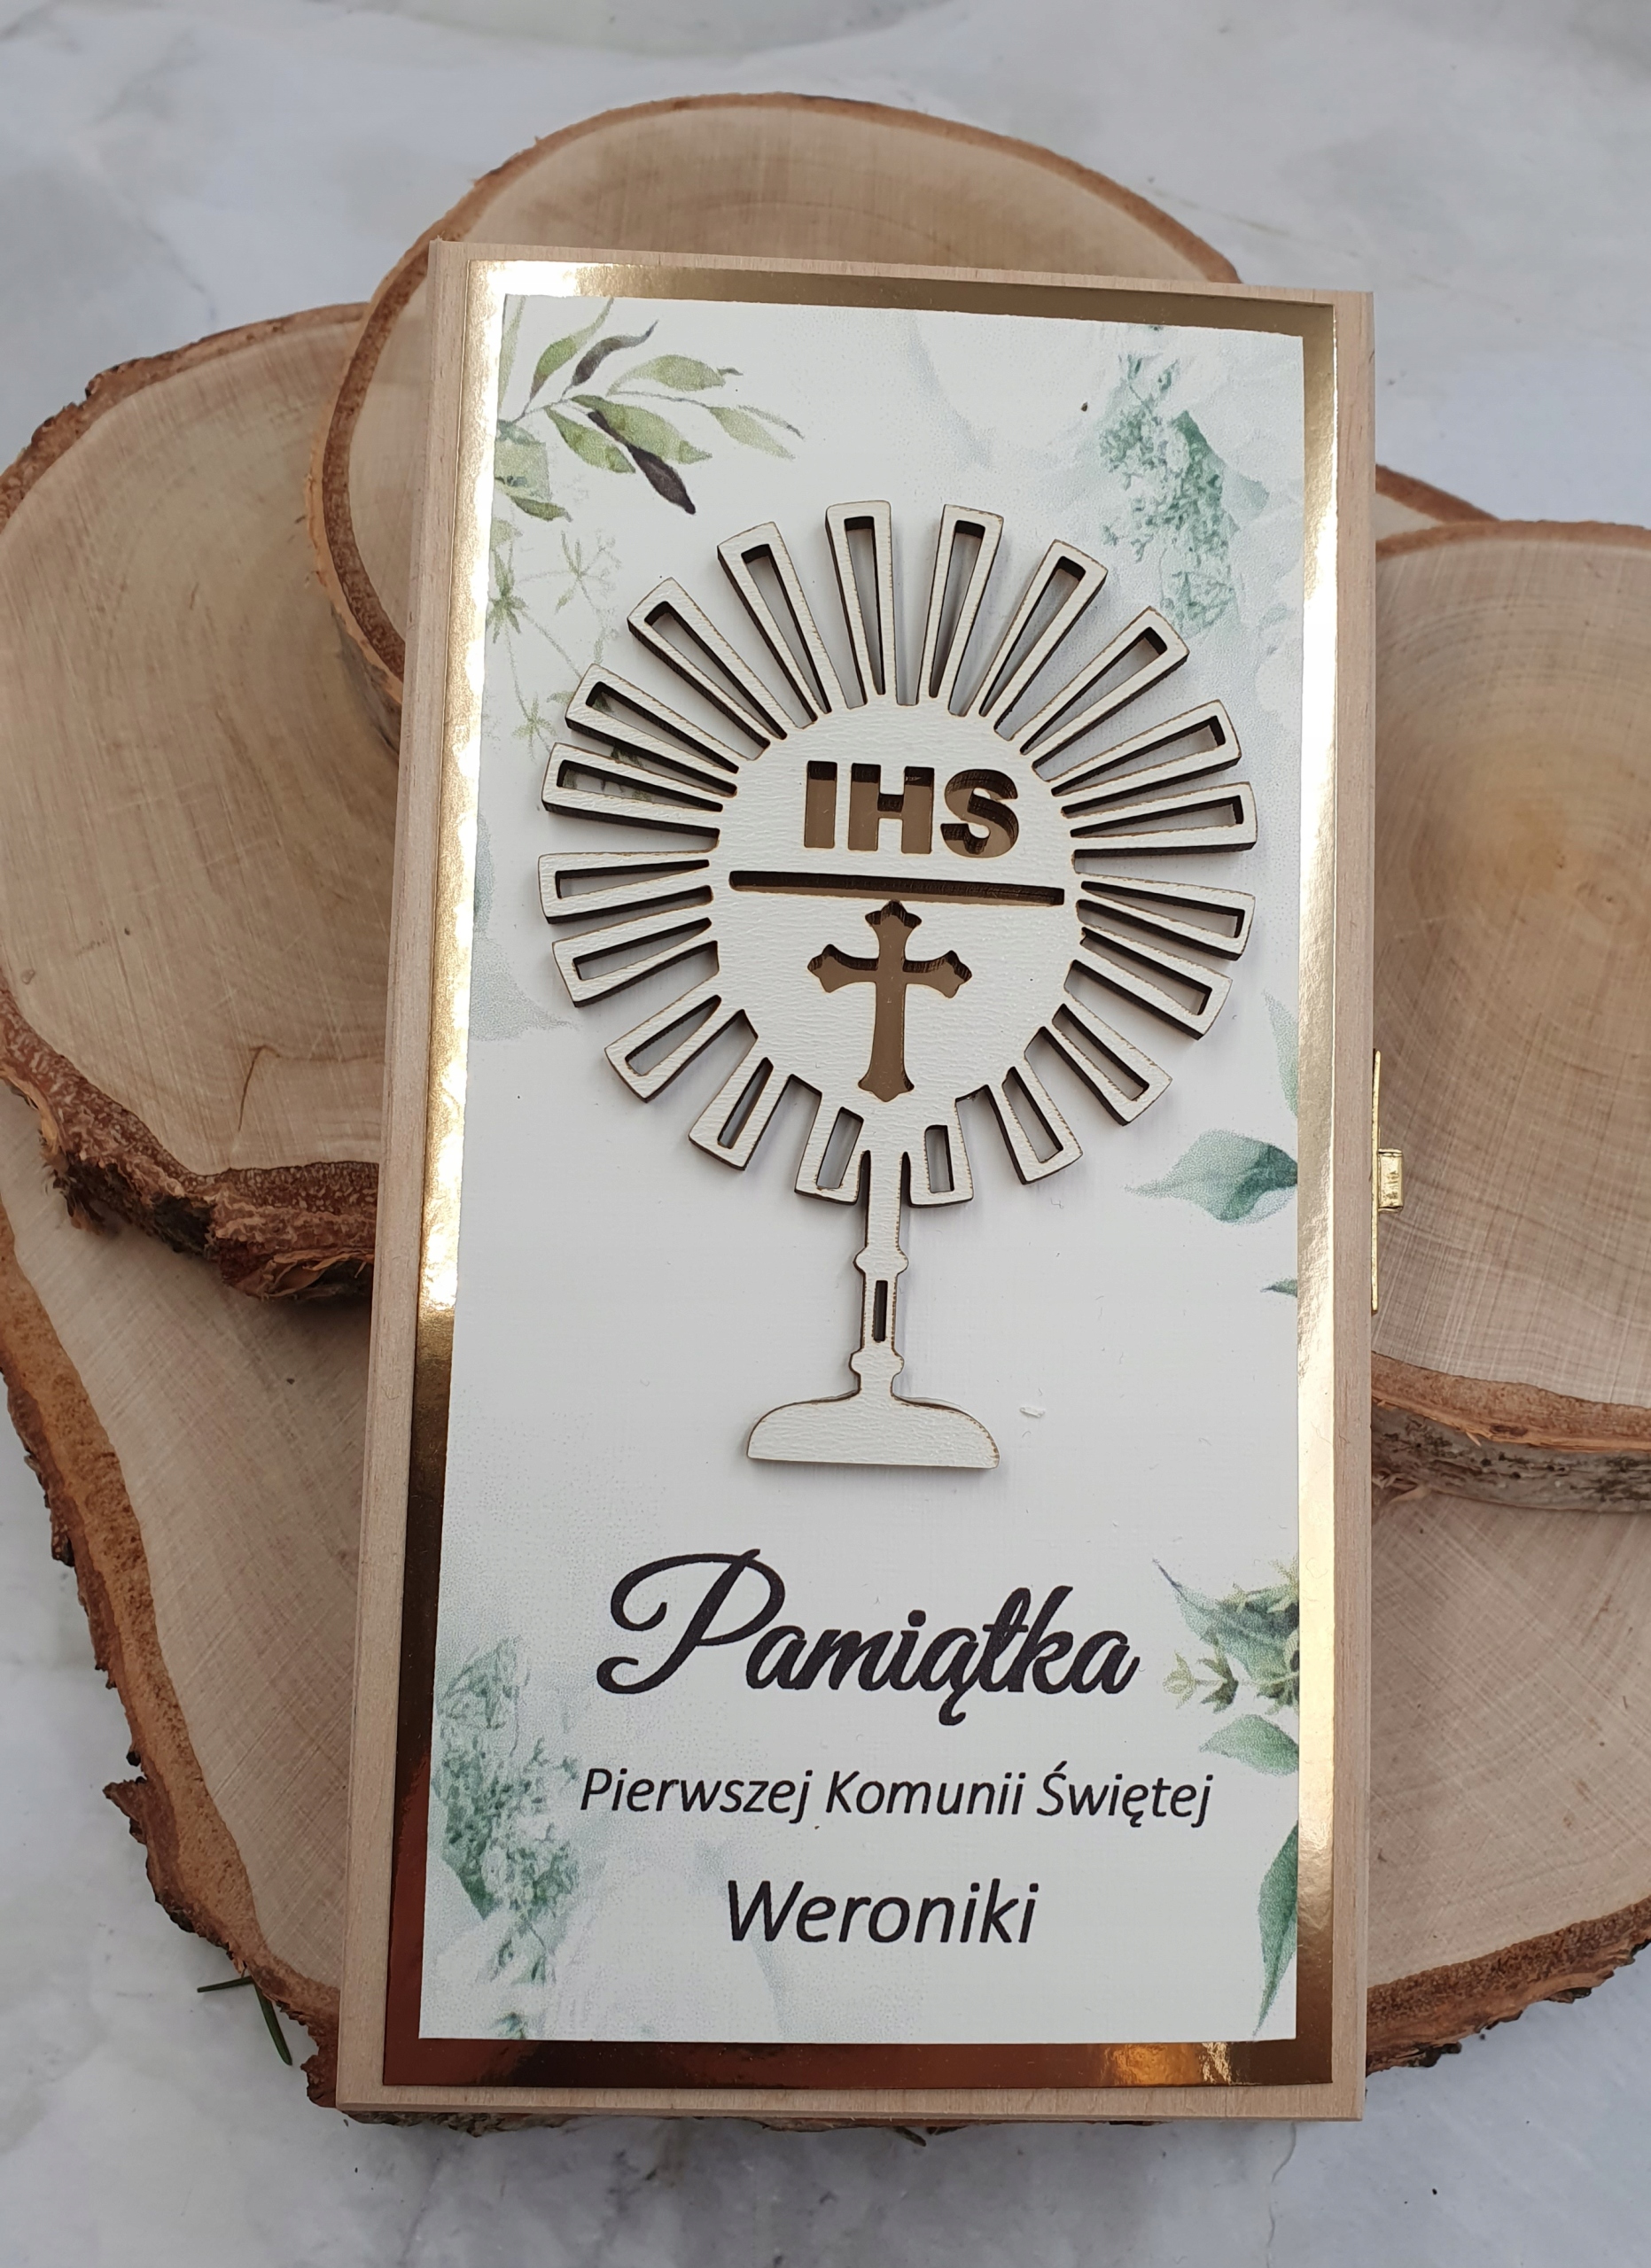 IHS
Pamiątka
Pierwszej Komunii Świętej
Weroniki